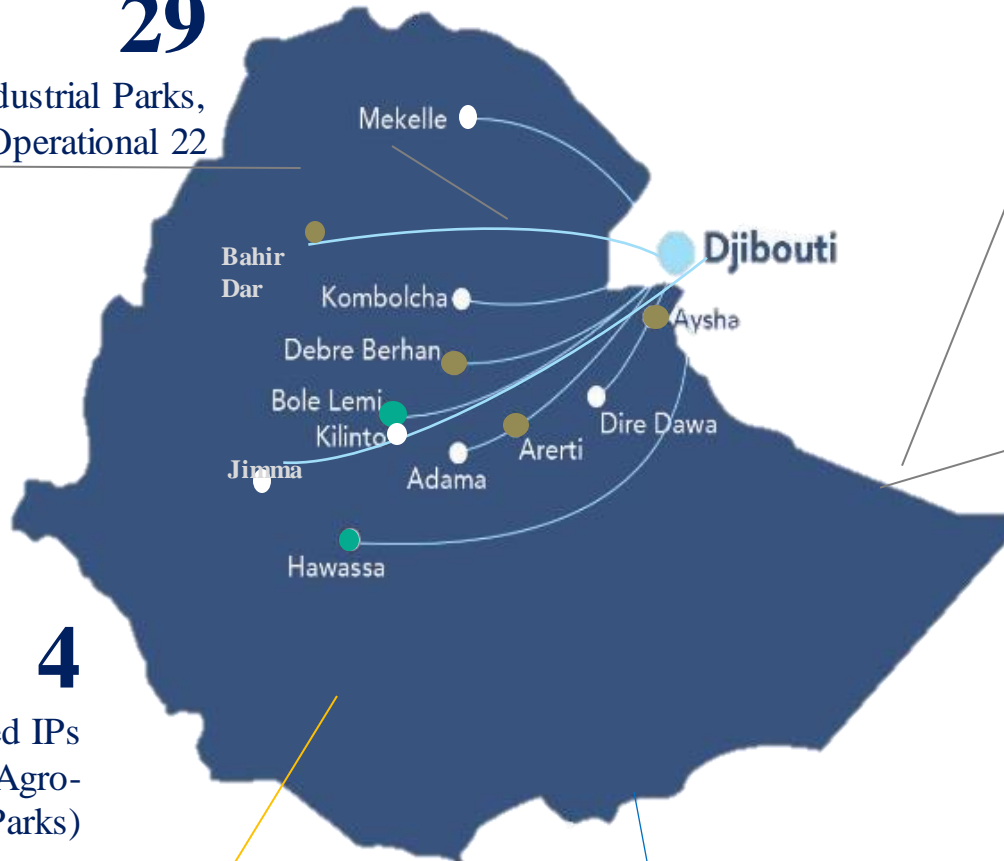 29
dustrial Parks,
Operational 22
Mekelle
Djibouti
Bahir
Dar
Kombolcha
Aysha
Debre Berhan
Bole Lemi
Dire Dawa
Kilinto
Arerti
Jimma
Adama
Hawassa
4
ed IPs
Agro-
Parks)